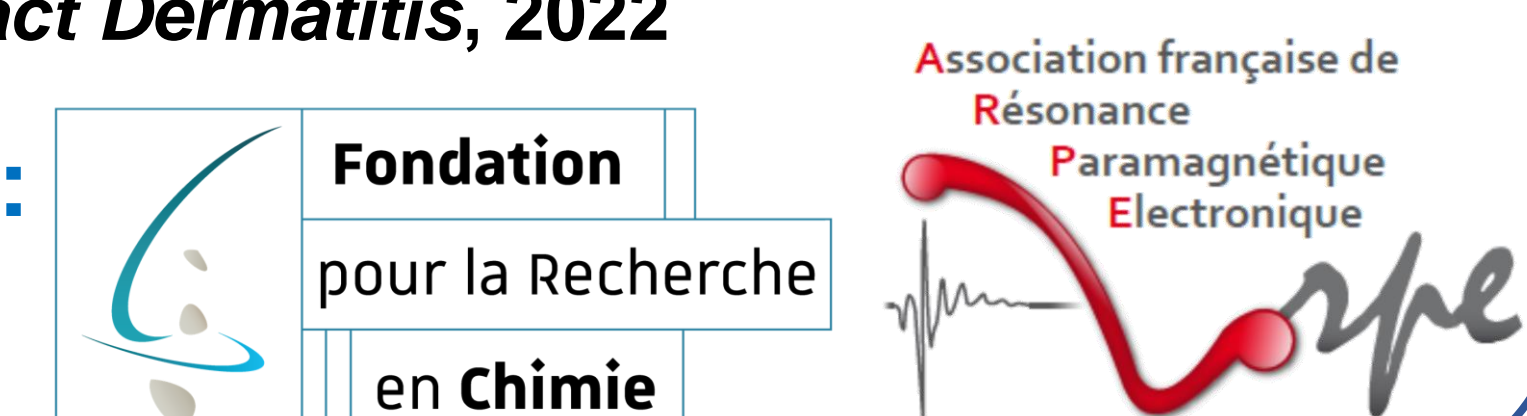 act Dermatitis, 2022
:
Fondation
pour la Recherche
en Chimie
Association française de
Résonance
Paramagnétique
Electronique
rpe